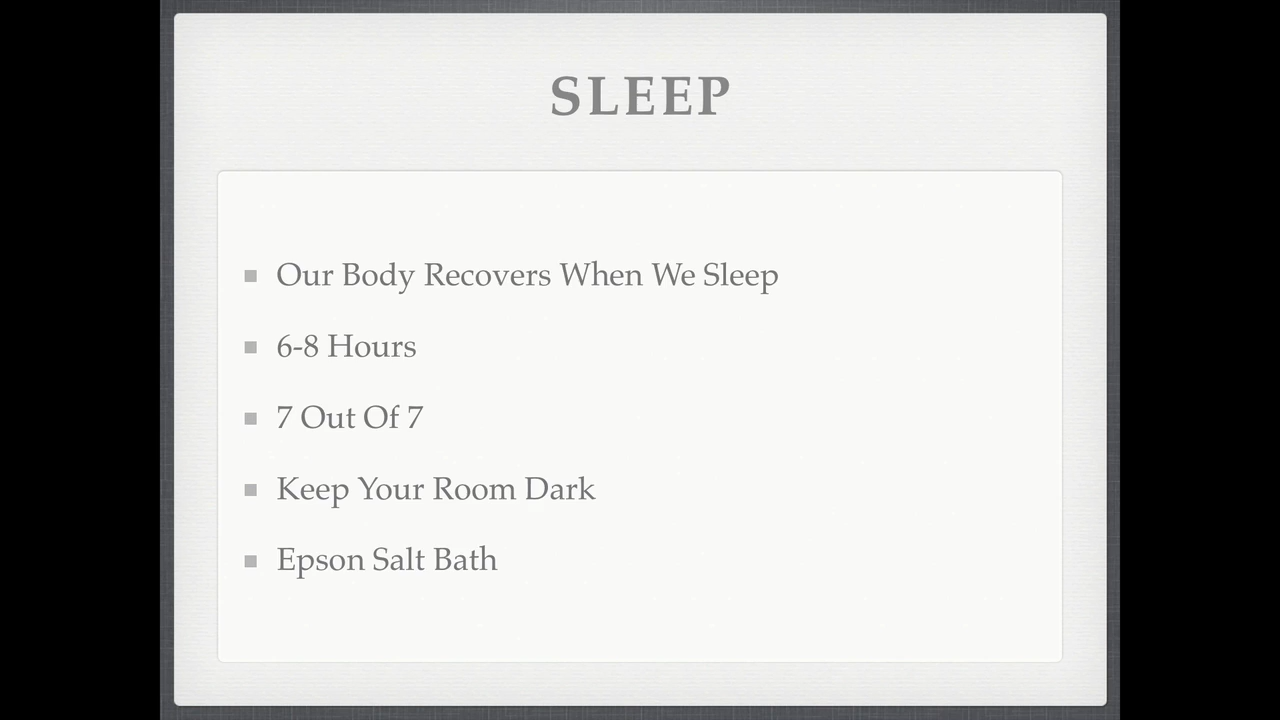 SLEEP
Our Body Recovers When We Sleep
6-8 Hours
7 Out Of 7
Keep Your Room Dark
Epson Salt Bath